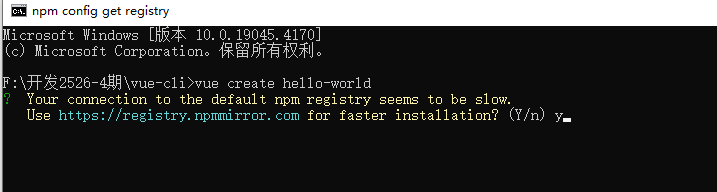 npm config get registry
Microsoft Windows [版本 10.0.19045.4170]
(c) Microsoft Corporation。保留所有权利。
F:\开发2526-4期\vue-cli>vue create hello-world
?  Your connection to the default npm registry seems to be slow.
Use https://registry.npmmirror.com for faster installation? (Y/n) y